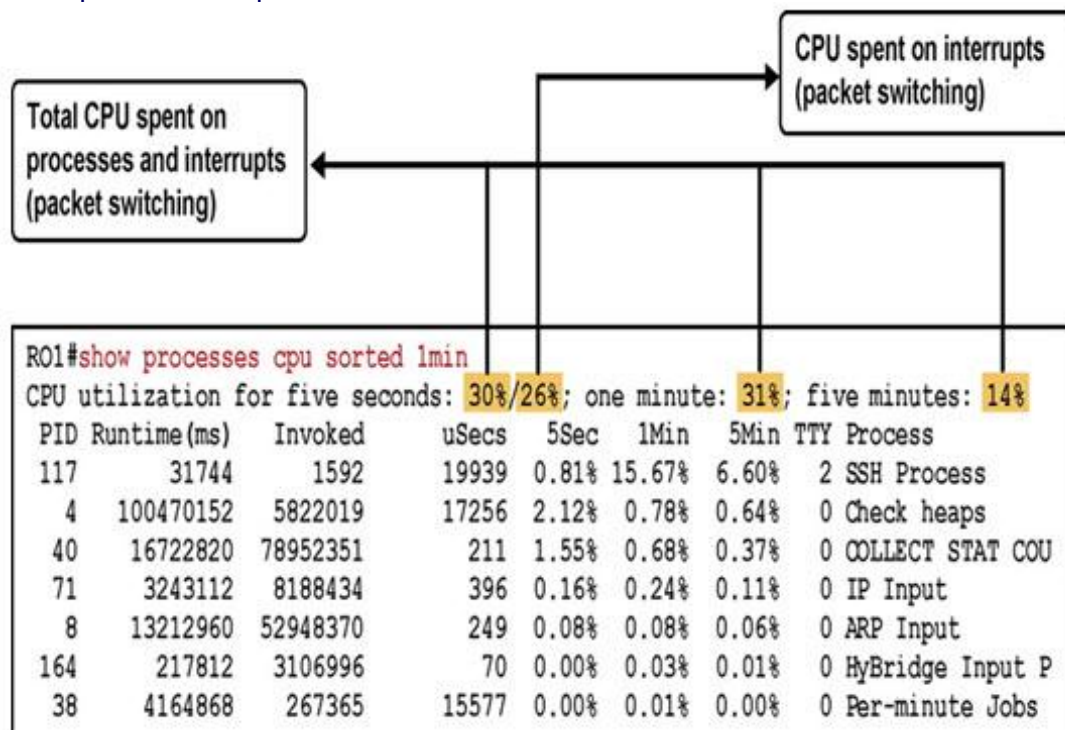 CPU spent on interrupts
(packet switching)
Total CPU spent on
processes and interrupts
(packet switching)
RO1#show processes cpu sorted 1min
CPU utilization for five seconds: 30%/26%; one minute: 31%; five minutes: 14%
PID Runtime(ms) Invoked uSecs 5Sec 1Min 5Min TTY Process
117 31744 1592 19939 0.81% 15.67% 6.60% 2 SSH Process
4 100470152 5822019 17256 2.12% 0.78% 0.64% 0 Check heaps
40 16722820 78952351 211 1.55% 0.68% 0.37% 0 COLLECT STAT COU
71 3243112 8188434 396 0.16% 0.24% 0.11% 0 IP Input
8 13212960 52948370 249 0.08% 0.08% 0.06% 0 ARP Input
164 217812 3106996 70 0.00% 0.03% 0.01% 0 HyBridge Input P
38 4164868 267365 15577 0.00% 0.01% 0.00% 0 Per-minute Jobs